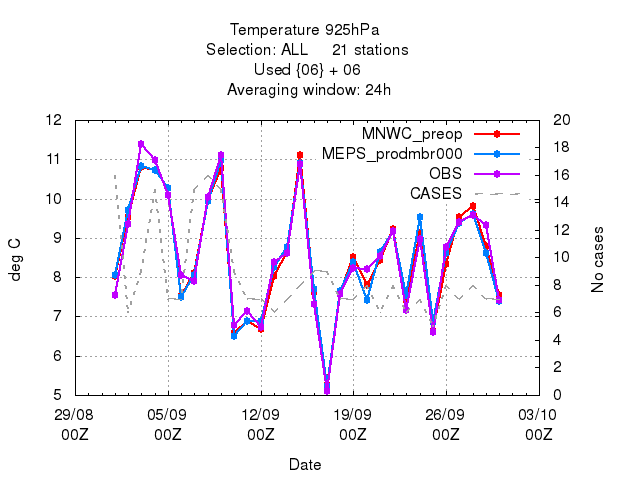 Temperature 925hPa
Selection: ALL     21 stations
Used {06} + 06
Averaging window: 24h
12 20
MNWC_preop
18
MEPS_prodmbr000
11 16
OBS
10 CASES 14
9 12
deg C No cases
10
8 8
7 6
6 4
2
5 0
29/08 05/09 12/09 19/09 26/09 03/10
00Z 00Z 00Z 00Z 00Z 00Z
Date